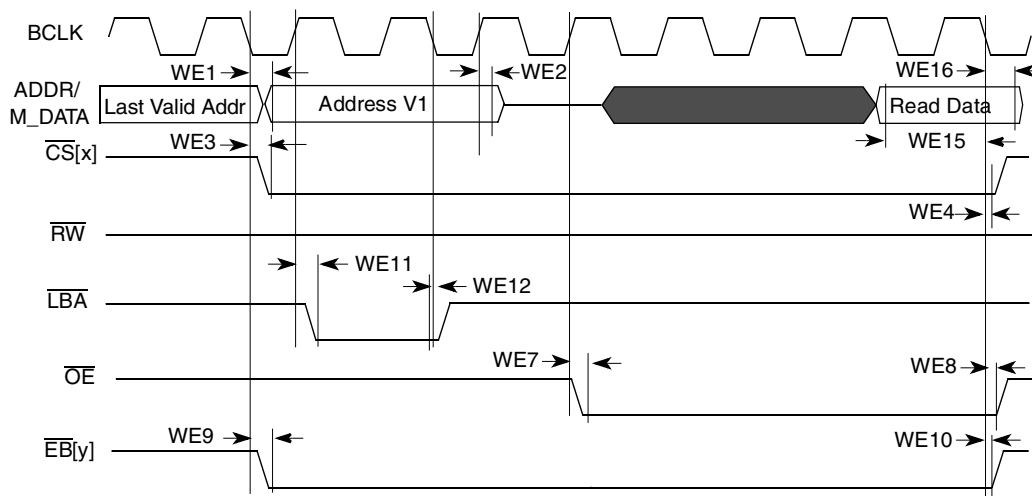 BCLK
WE1
WE2
WE16
ADDR/
M_DATA
Last Valid Addr
Address V1
Read Data
WE3
WE15
CS[x]
WE4
RW
WE11
WE12
LBA
WE7
WE8
OE
WE9
WE10
EB[y]